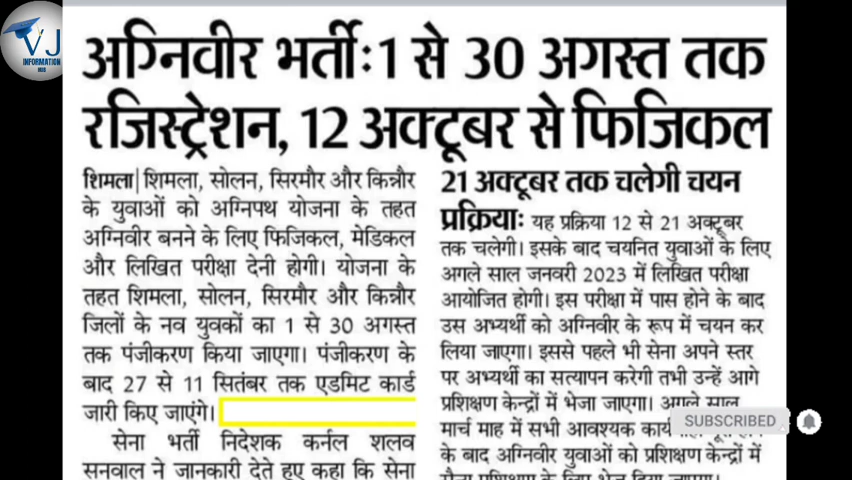 VJ
INFORMATION
HUB
अग्निवीर भर्तीः1 से 30 अगस्त तक
रजिस्ट्रेशन, 12 अक्टूबर से फिजिकल
शिमला| शिमला, सोलन, सिरमौर और किन्नौर
के युवाओं को अग्निपथ योजना के तहत
अग्निवीर बनने के लिए फिजिकल, मेडिकल
और लिखित परीक्षा देनी होगी। योजना के
तहत शिमला, सोलन, सिरमौर और किन्नौर
जिलों के नव युवकों का 1 से 30 अगस्त
तक पंजीकरण किया जाएगा। पंजीकरण के
बाद 27 से 11 सितंबर तक एडमिट कार्ड
जारी किए जाएंगे।
सेना भर्ती निदेशक कर्नल शलव
सनवाल ने जानकारी देते हुए कहा कि सेना
21 अक्टूबर तक चलेगी चयन
प्रक्रियाः यह प्रक्रिया 12 से 21 अक्टूबर
तक चलेगी। इसके बाद चयनित युवाओं के लिए
अगले साल जनवरी 2023 में लिखित परीक्षा
आयोजित होगी। इस परीक्षा में पास होने के बाद
उस अभ्यर्थी को अग्निवीर के रूप में चयन कर
लिया जाएगा। इससे पहले भी सेना अपने स्तर
पर अभ्यर्थी का सत्यापन करेगी तभी उन्हें आगे
प्रशिक्षण केन्द्रों में भेजा जाएगा। अगले साल
मार्च माह में सभी आवश्यक कार्य
के बाद अग्निवीर युवाओं को प्रशिक्षण केन्द्रों में
SUBSCRIBED